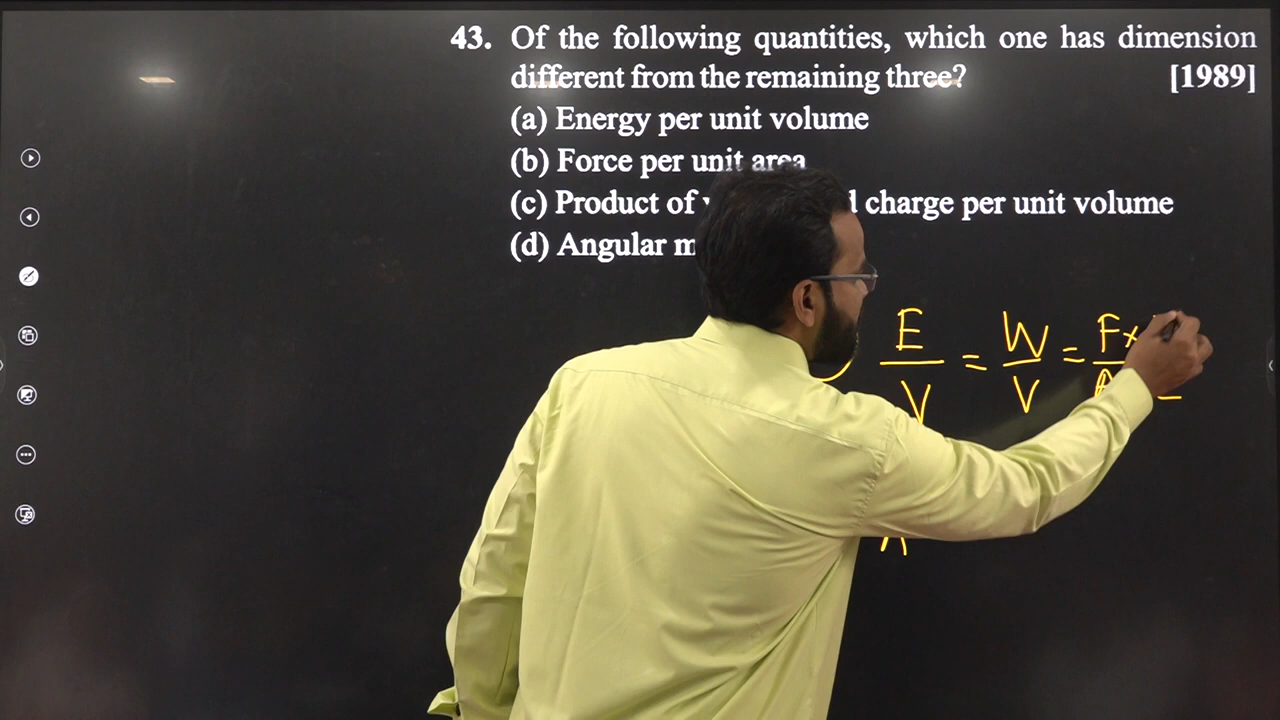 43. Of the following quantities, which one has dimension
different from the remaining three? [1989]
(a) Energy per unit volume
(b) Force per unit area
(c) Product of charge per unit volume
(d) Angular
E = W = F×
V V A